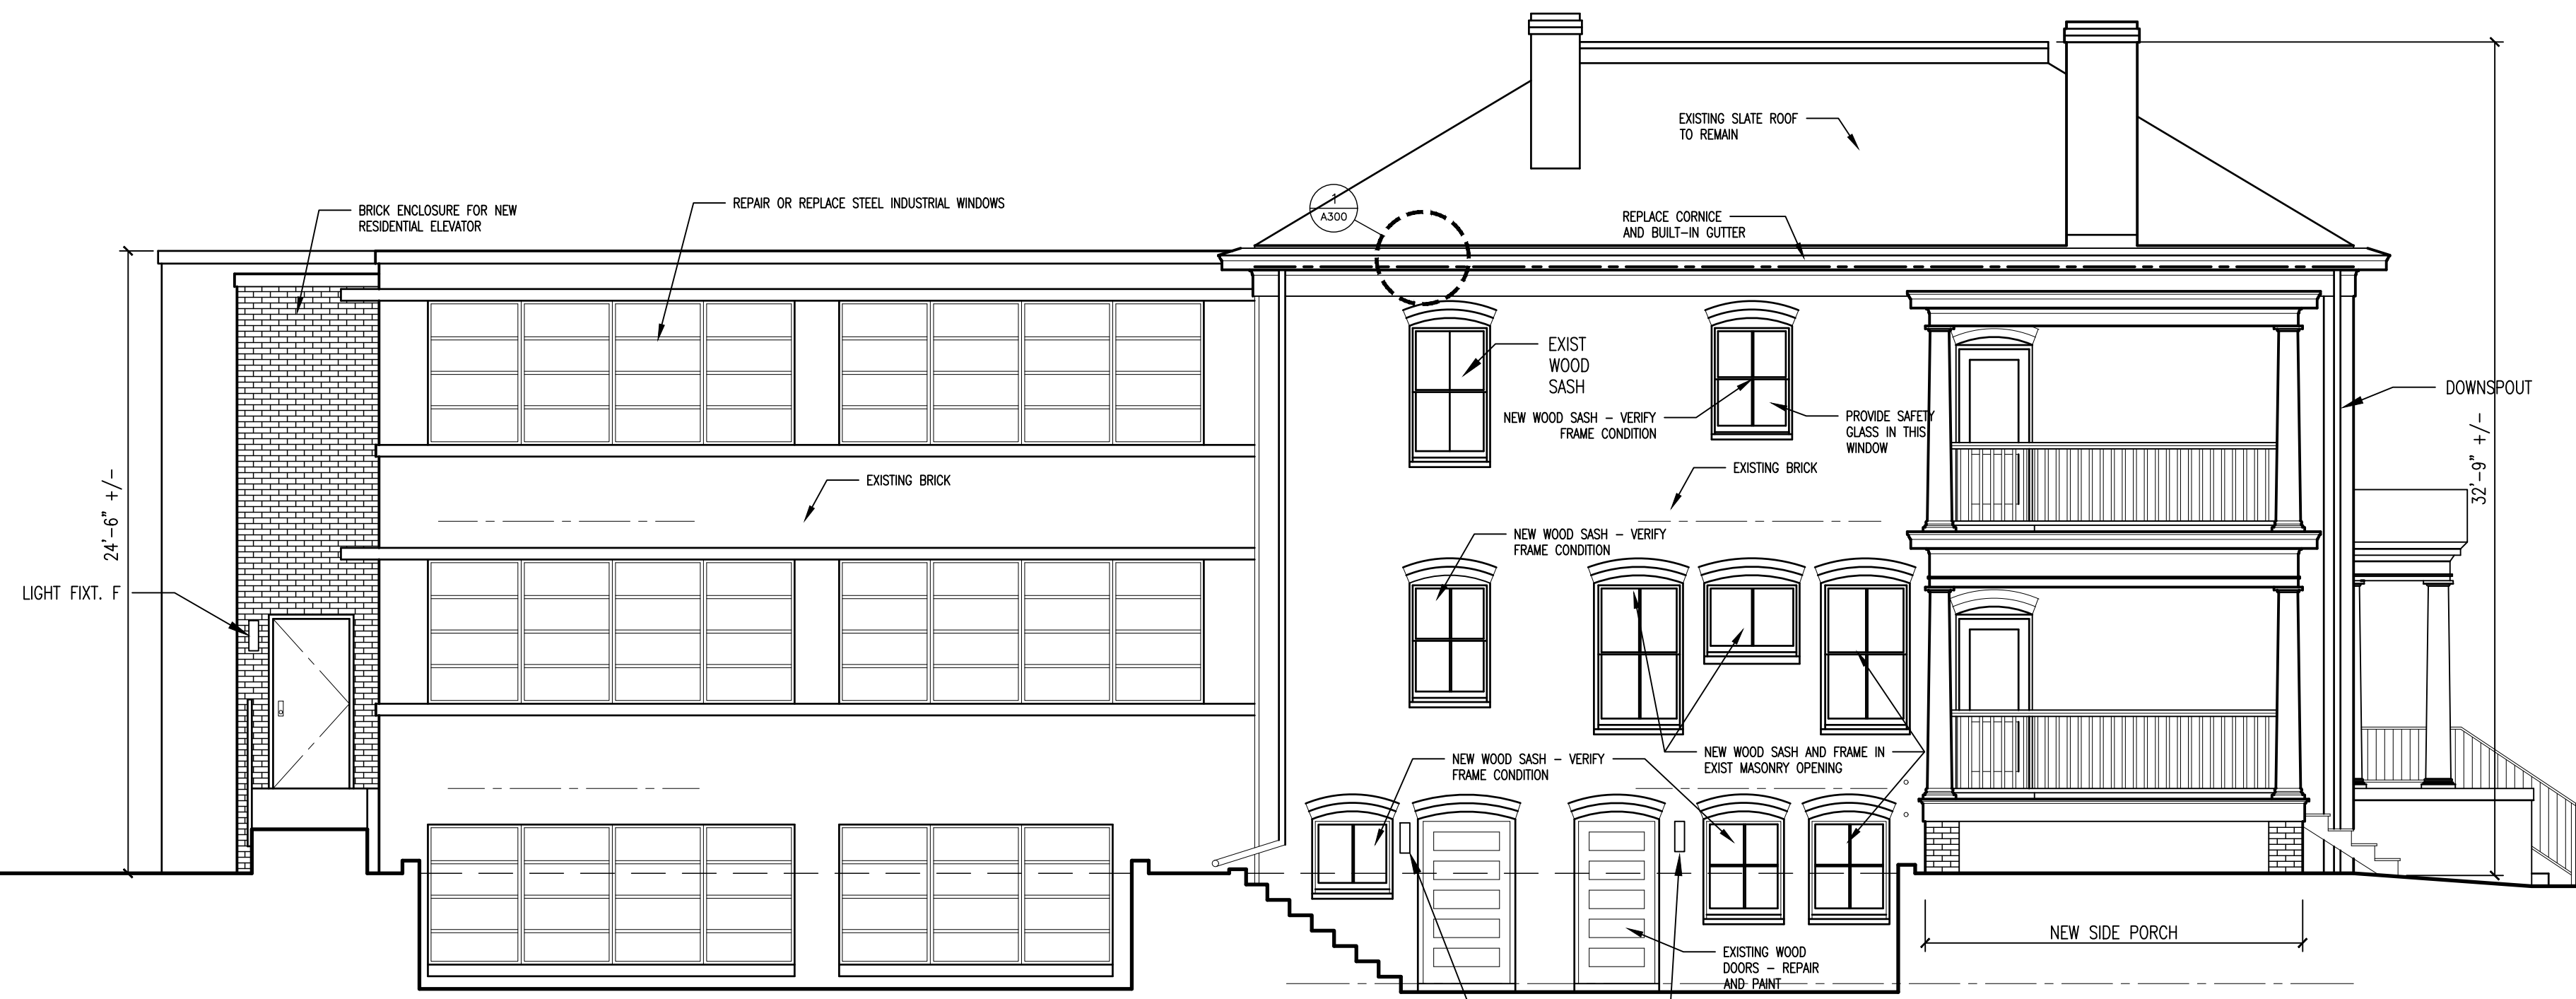 EXISTING SLATE ROOF
TO REMAIN
1
A300
BRICK ENCLOSURE FOR NEW
RESIDENTIAL ELEVATOR
REPAIR OR REPLACE STEEL INDUSTRIAL WINDOWS
REPLACE CORNICE
AND BUILT-IN GUTTER
EXIST
WOOD
SASH
DOWNSPOUT
NEW WOOD SASH - VERIFY
FRAME CONDITION
PROVIDE SAFETY
GLASS IN THIS
WINDOW
24'-6" +/-
32'-9" +/-
EXISTING BRICK
EXISTING BRICK
NEW WOOD SASH - VERIFY
FRAME CONDITION
LIGHT FIXT. F
NEW WOOD SASH - VERIFY
FRAME CONDITION
NEW WOOD SASH AND FRAME IN
EXIST MASONRY OPENING
NEW SIDE PORCH
EXISTING WOOD
DOORS - REPAIR
AND PAINT